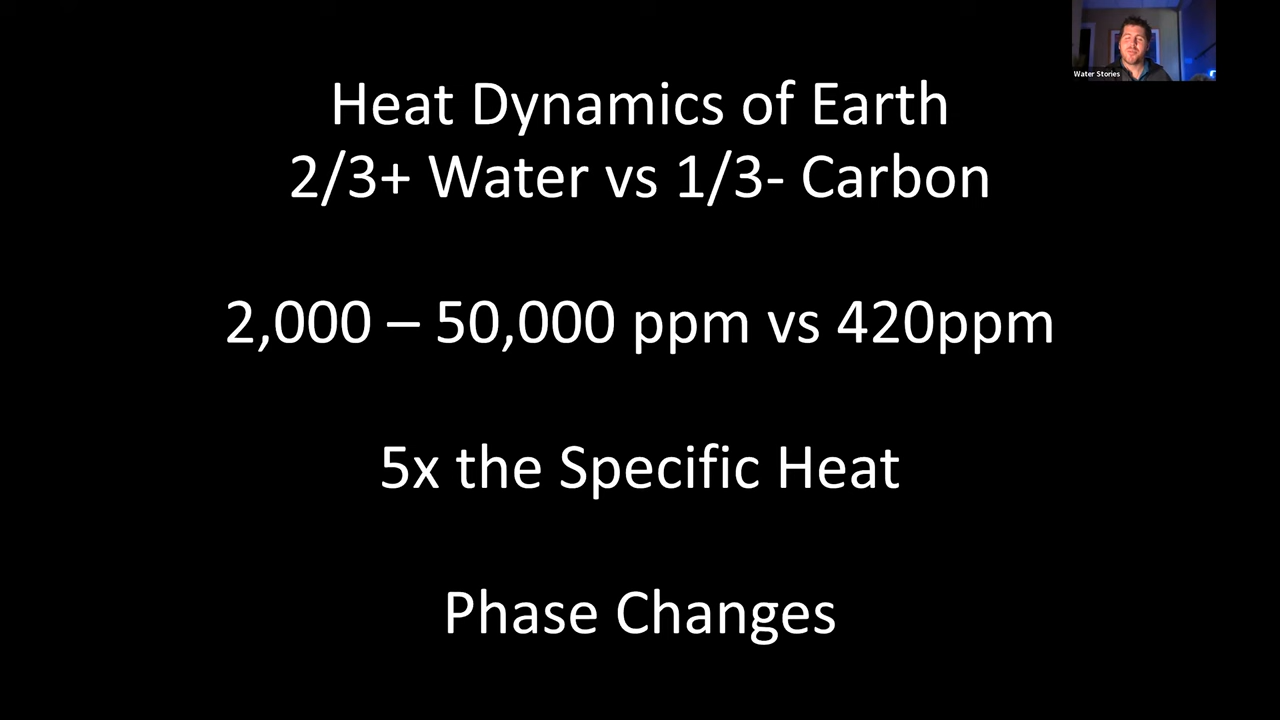 Water Stories
Heat Dynamics of Earth
2/3+ Water vs 1/3- Carbon
2,000 – 50,000 ppm vs 420ppm
5x the Specific Heat
Phase Changes